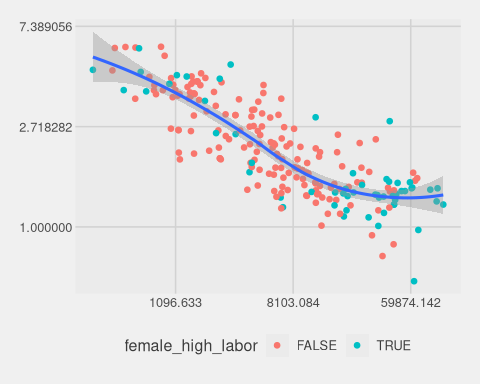 7.389056
2.718282
1.000000
1096.633 8103.084 59874.142
female_high_labor FALSE TRUE